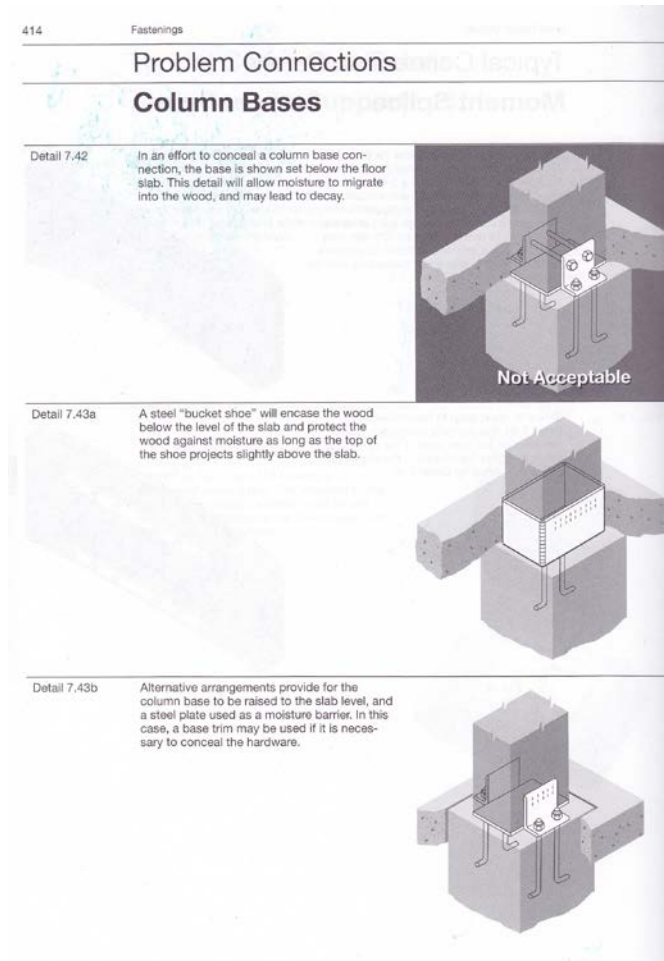 414
Fastenings
Problem Connections
Column Bases
Detail 7.42
In an effort to conceal a column base con-
nection, the base is shown set below the floor
slab. This detail will allow moisture to migrate
into the wood, and may lead to decay.
Not Acceptable
Detail 7.43a
A steel "bucket shoe" will encase the wood
below the level of the slab and protect the
wood against moisture as long as the top of
the shoe projects slightly above the slab.
Detail 7.43b
Alternative arrangements provide for the
column base to be raised to the slab level, and
a steel plate used as a moisture barrier. In this
case, a base trim may be used if it is neces-
sary to conceal the hardware.